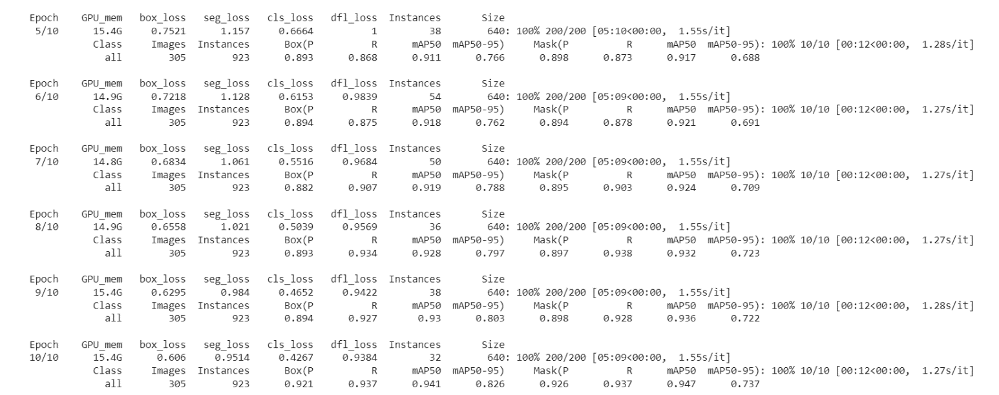 Epoch GPU_mem box_loss seg_loss cls_loss dfl_loss Instances Size
5/10 15.4G 0.7521 1.157 0.6664 1 38 640: 100% 200/200 [05:10<00:00, 1.55s/it]
Class Images Instances Box(P R mAP50 mAP50-95) Mask(P R mAP50 mAP50-95): 100% 10/10 [00:12<00:00, 1.28s/it]
all 305 923 0.893 0.868 0.911 0.766 0.898 0.873 0.917 0.688
Epoch GPU_mem box_loss seg_loss cls_loss dfl_loss Instances Size
6/10 14.9G 0.7218 1.128 0.6153 0.9839 54 640: 100% 200/200 [05:09<00:00, 1.55s/it]
Class Images Instances Box(P R mAP50 mAP50-95) Mask(P R mAP50 mAP50-95): 100% 10/10 [00:12<00:00, 1.27s/it]
all 305 923 0.894 0.875 0.918 0.762 0.894 0.878 0.921 0.691
Epoch GPU_mem box_loss seg_loss cls_loss dfl_loss Instances Size
7/10 14.8G 0.6834 1.061 0.5516 0.9684 50 640: 100% 200/200 [05:09<00:00, 1.55s/it]
Class Images Instances Box(P R mAP50 mAP50-95) Mask(P R mAP50 mAP50-95): 100% 10/10 [00:12<00:00, 1.27s/it]
all 305 923 0.882 0.907 0.919 0.788 0.895 0.903 0.924 0.709
Epoch GPU_mem box_loss seg_loss cls_loss dfl_loss Instances Size
8/10 14.9G 0.6558 1.021 0.5039 0.9569 36 640: 100% 200/200 [05:09<00:00, 1.55s/it]
Class Images Instances Box(P R mAP50 mAP50-95) Mask(P R mAP50 mAP50-95): 100% 10/10 [00:12<00:00, 1.27s/it]
all 305 923 0.893 0.934 0.928 0.797 0.897 0.938 0.932 0.723
Epoch GPU_mem box_loss seg_loss cls_loss dfl_loss Instances Size
9/10 15.4G 0.6295 0.984 0.4652 0.9422 38 640: 100% 200/200 [05:09<00:00, 1.55s/it]
Class Images Instances Box(P R mAP50 mAP50-95) Mask(P R mAP50 mAP50-95): 100% 10/10 [00:12<00:00, 1.28s/it]
all 305 923 0.894 0.927 0.93 0.803 0.898 0.928 0.936 0.722
Epoch GPU_mem box_loss seg_loss cls_loss dfl_loss Instances Size
10/10 15.4G 0.606 0.9514 0.4267 0.9384 32 640: 100% 200/200 [05:09<00:00, 1.55s/it]
Class Images Instances Box(P R mAP50 mAP50-95) Mask(P R mAP50 mAP50-95): 100% 10/10 [00:12<00:00, 1.27s/it]
all 305 923 0.921 0.937 0.941 0.826 0.926 0.937 0.947 0.737